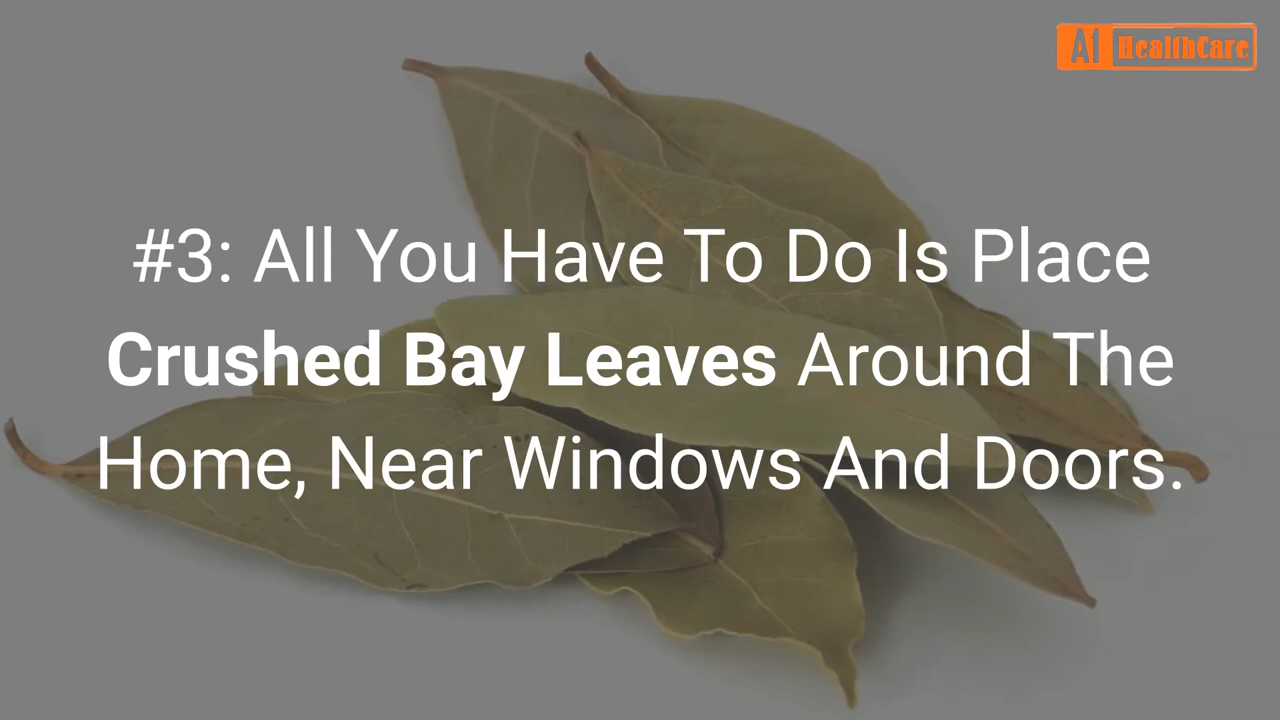 A1 HealthCare
#3: All You Have To Do Is Place
Crushed Bay Leaves Around The
Home, Near Windows And Doors.